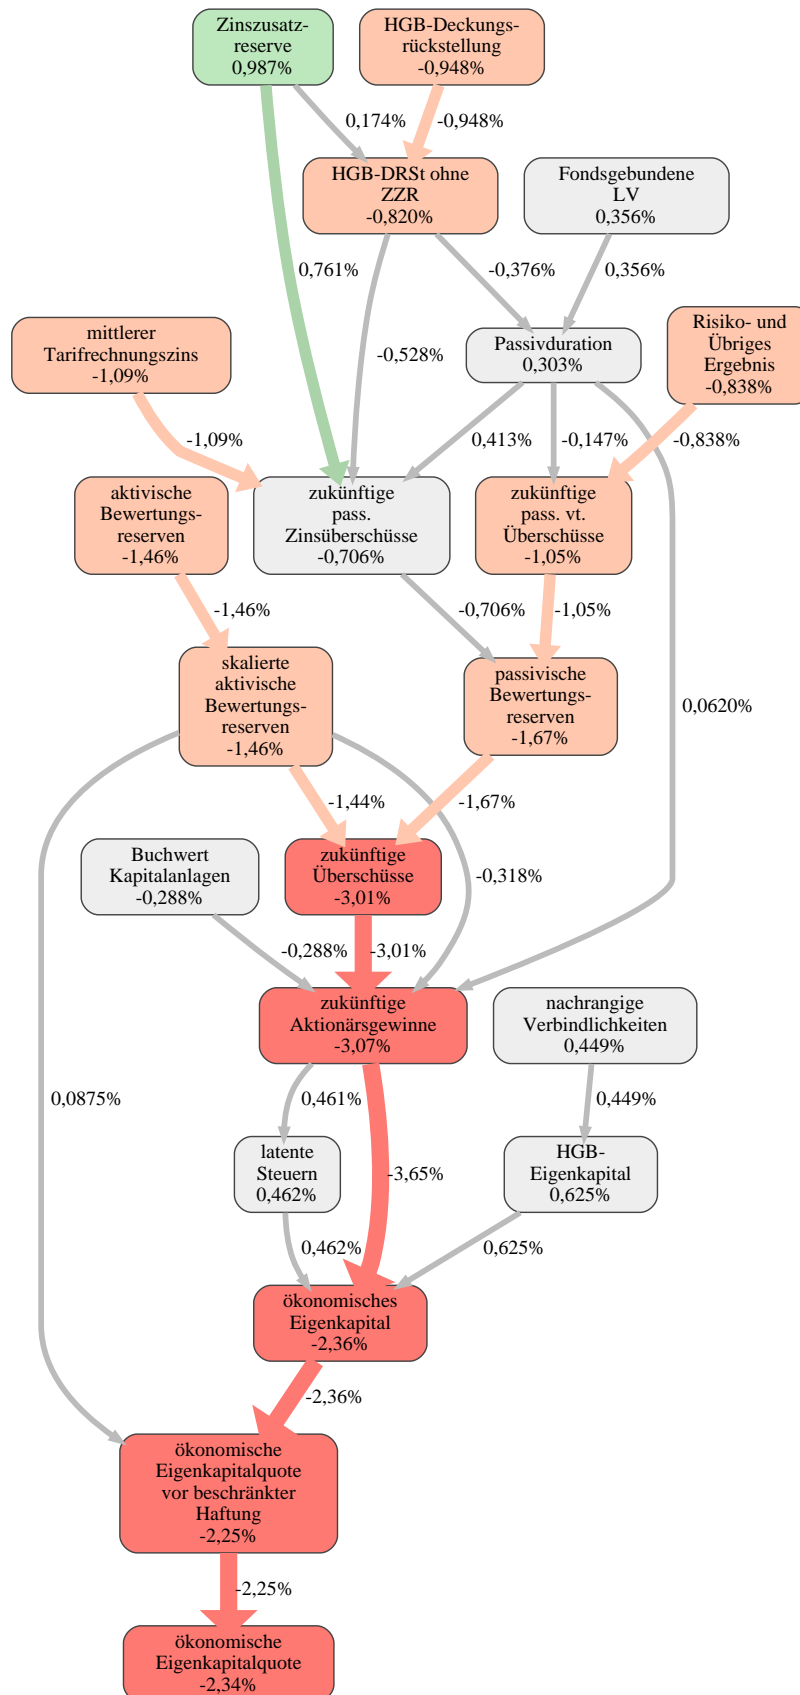 Zinszusatz-
reserve
0,987%
HGB-Deckungs-
rückstellung
-0,948%
0,174%
-0,948%
HGB-DRSt ohne
ZZR
-0,820%
Fondsgebundene
LV
0,356%
0,761%
-0,376%
0,356%
mittlerer
Tarifrechnungszins
-1,09%
-0,528%
Passivduration
0,303%
Risiko- und
Übriges
Ergebnis
-0,838%
-1,09%
0,413%
-0,147%
-0,838%
aktivische
Bewertungs-
reserven
-1,46%
zukünftige
pass.
Zinsüberschüsse
-0,706%
zukünftige
pass. vt.
Überschüsse
-1,05%
-1,46%
-0,706%
-1,05%
skalierte
aktivische
Bewertungs-
reserven
-1,46%
passivische
Bewertungs-
reserven
-1,67%
0,0620%
-1,44%
-1,67%
Buchwert
Kapitalanlagen
-0,288%
zukünftige
Überschüsse
-3,01%
-0,318%
-0,288%
-3,01%
zukünftige
Aktionärsgewinne
-3,07%
nachrangige
Verbindlichkeiten
0,449%
0,0875%
0,461%
0,449%
latente
Steuern
0,462%
-3,65%
HGB-
Eigenkapital
0,625%
0,462%
0,625%
ökonomisches
Eigenkapital
-2,36%
-2,36%
ökonomische
Eigenkapitalquote
vor beschränkter
Haftung
-2,25%
-2,25%
ökonomische
Eigenkapitalquote
-2,34%